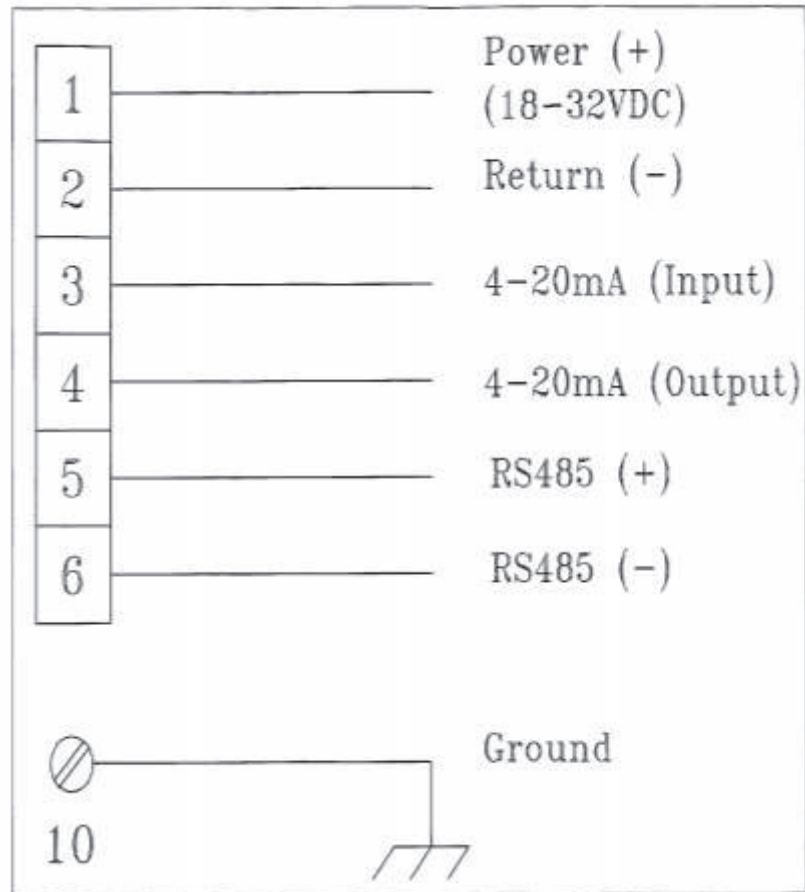 1
Power (+)
(18-32VDC)
2
Return (-)
3
4-20mA (Input)
4
4-20mA (Output)
5
RS485 (+)
6
RS485 (-)
Ground
10